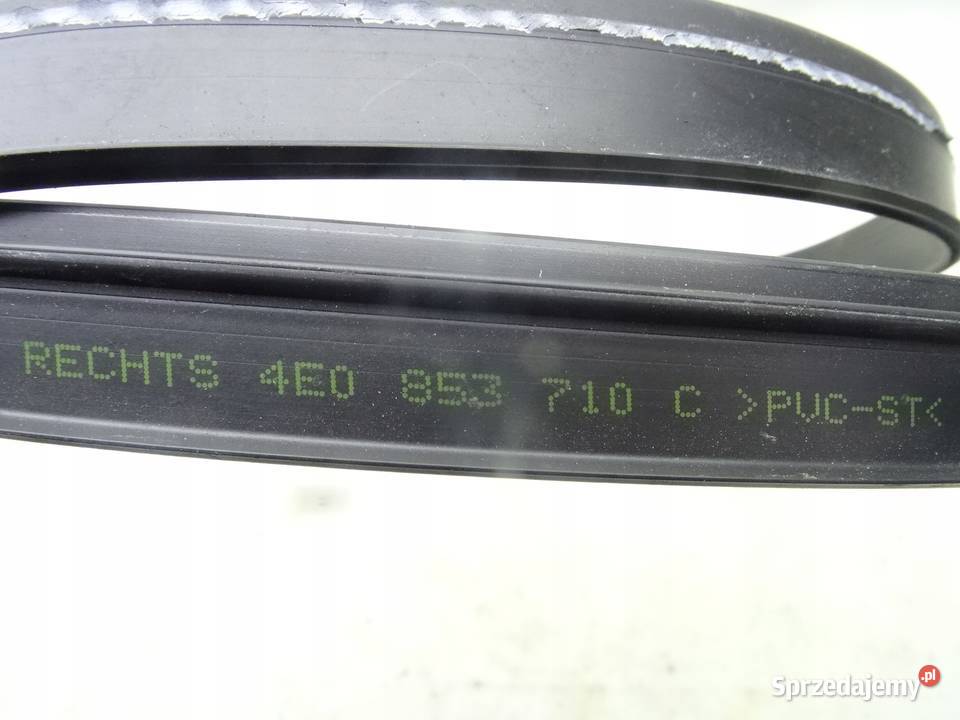 RECHTS 4E0 853 710 C >PVC-ST<
Sprzedajemy.pl